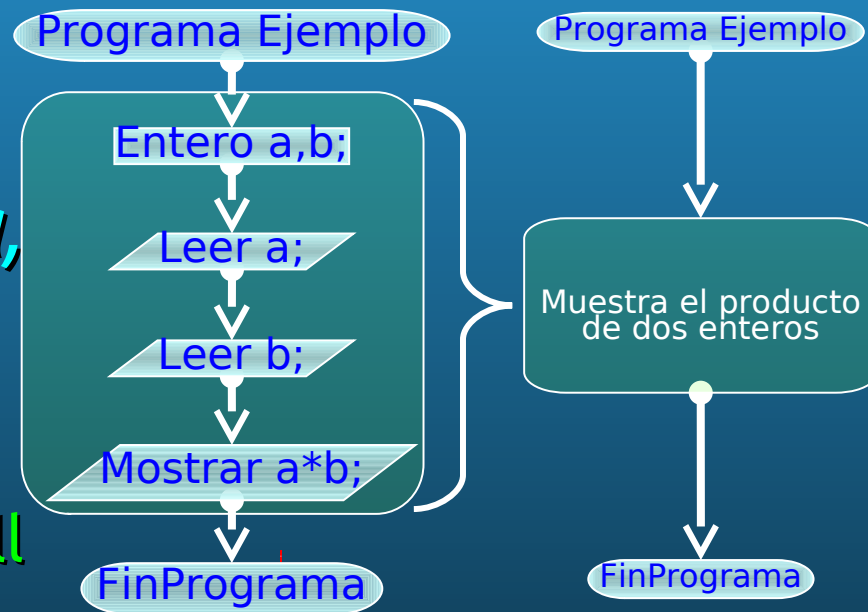 Programa Ejemplo
Entero a,b;
Leer a;
Leer b;
Mostrar a*b;
FinPrograma
Programa Ejemplo
Muestra el producto
de dos enteros
FinPrograma